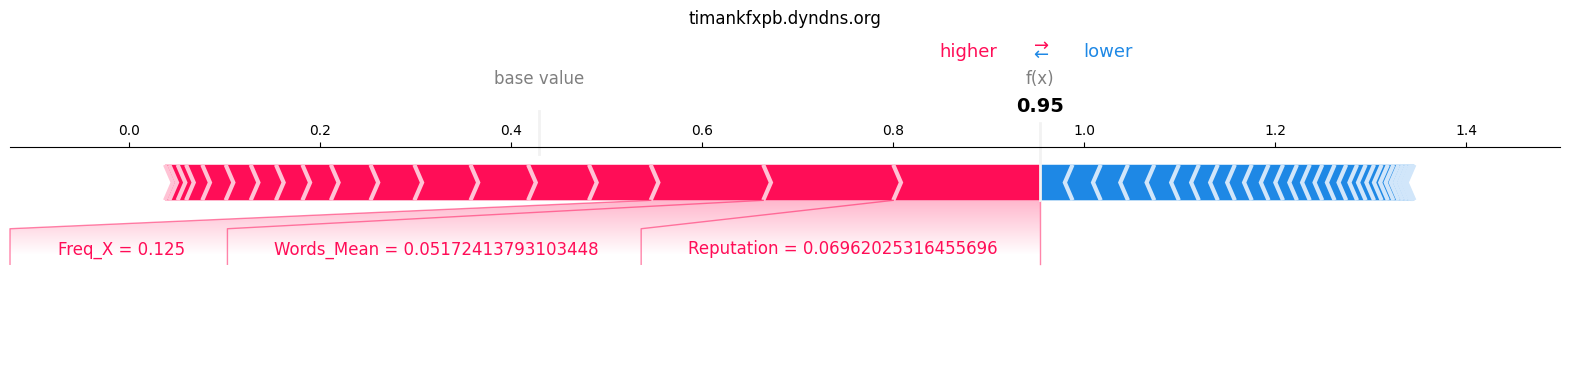 timankfxpb.dyndns.org
higher ⇄ lower
base value f(x)
0.95
0.0 0.2 0.4 0.6 0.8 1.0 1.2 1.4
Freq_X = 0.125 Words_Mean = 0.05172413793103448 Reputation = 0.06962025316455696